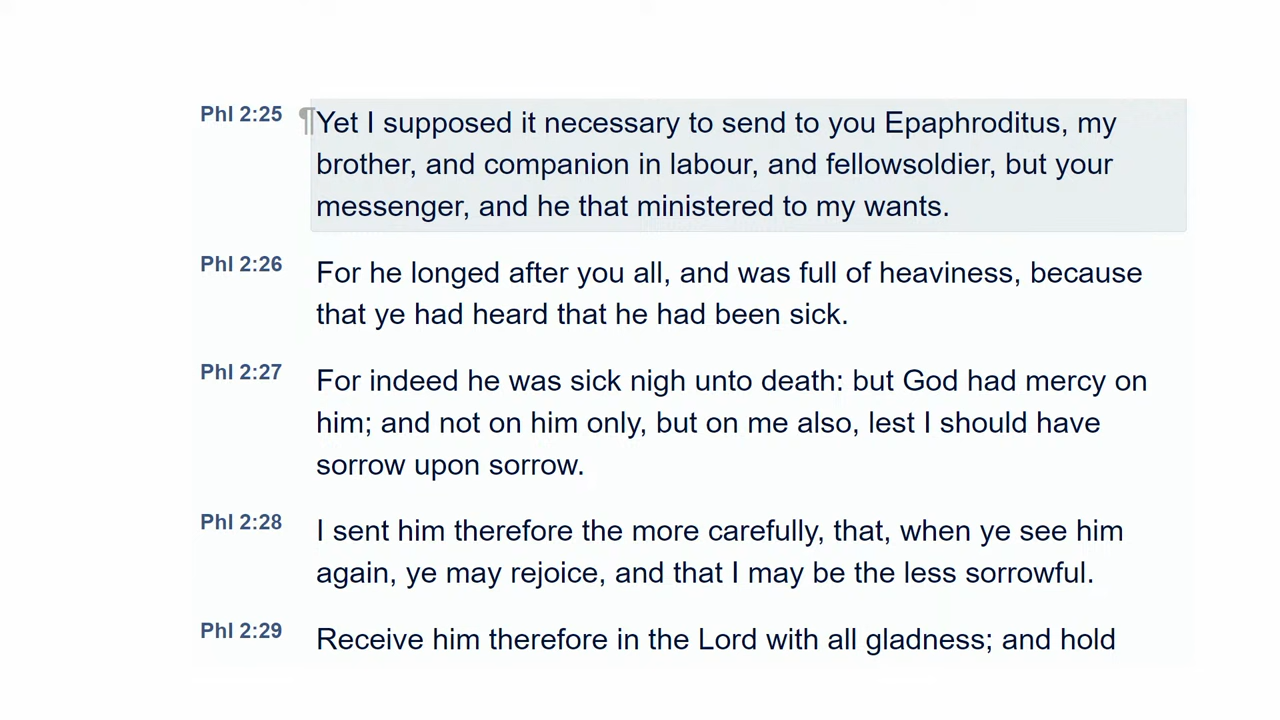 Phl 2:25 ¶Yet I supposed it necessary to send to you Epaphroditus, my
brother, and companion in labour, and fellowsoldier, but your
messenger, and he that ministered to my wants.
Phl 2:26 For he longed after you all, and was full of heaviness, because
that ye had heard that he had been sick.
Phl 2:27 For indeed he was sick nigh unto death: but God had mercy on
him; and not on him only, but on me also, lest I should have
sorrow upon sorrow.
Phl 2:28 I sent him therefore the more carefully, that, when ye see him
again, ye may rejoice, and that I may be the less sorrowful.
Phl 2:29 Receive him therefore in the Lord with all gladness; and hold